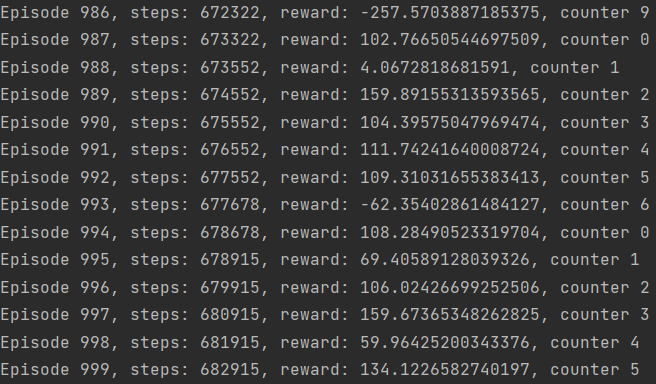 Episode 986, steps: 672322, reward: -257.5703887185375, counter 9
Episode 987, steps: 673322, reward: 102.76650544697509, counter 0
Episode 988, steps: 673552, reward: 4.0672818681591, counter 1
Episode 989, steps: 674552, reward: 159.89155313593565, counter 2
Episode 990, steps: 675552, reward: 104.39575047969474, counter 3
Episode 991, steps: 676552, reward: 111.74241640008724, counter 4
Episode 992, steps: 677552, reward: 109.31031655383413, counter 5
Episode 993, steps: 677678, reward: -62.35402861484127, counter 6
Episode 994, steps: 678678, reward: 108.28490523319704, counter 0
Episode 995, steps: 678915, reward: 69.40589128039326, counter 1
Episode 996, steps: 679915, reward: 106.02426699252506, counter 2
Episode 997, steps: 680915, reward: 159.67365348262825, counter 3
Episode 998, steps: 681915, reward: 59.96425200343376, counter 4
Episode 999, steps: 682915, reward: 134.1226582740197, counter 5